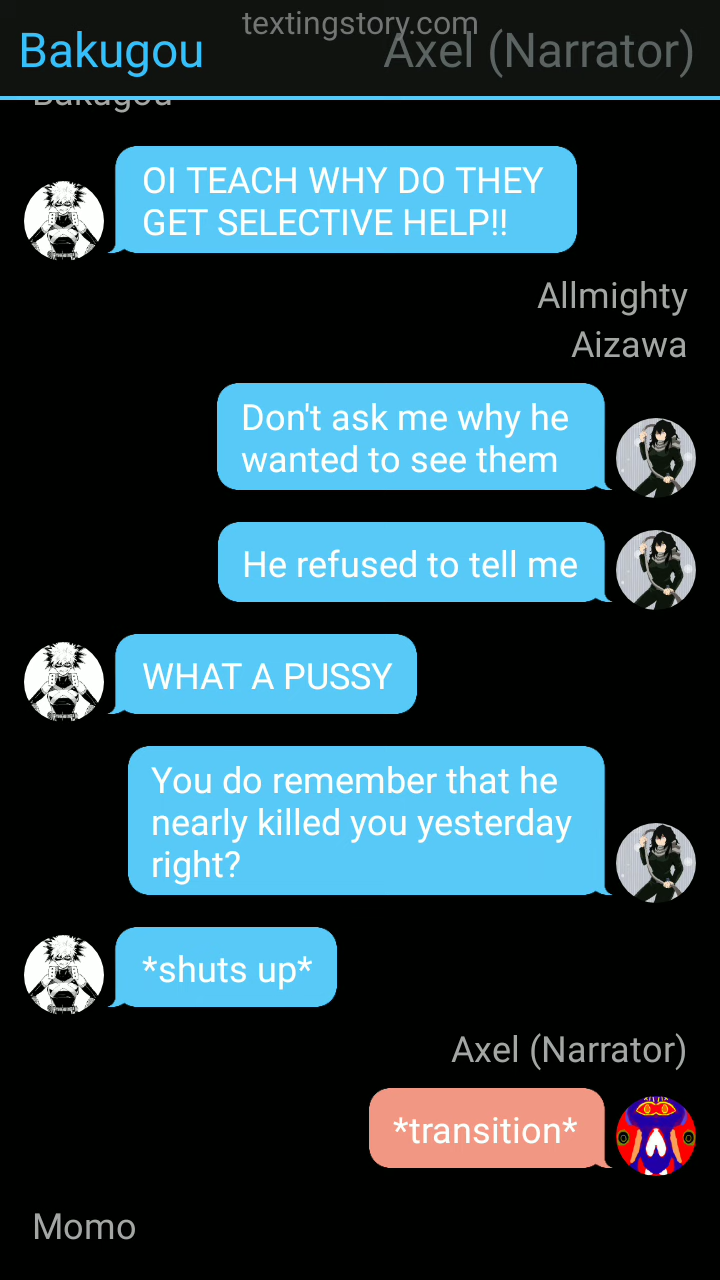 textingstory.com
Bakugou
Axel (Narrator)
Bakugou
OI TEACH WHY DO THEY
GET SELECTIVE HELP!!
Allmighty
Aizawa
Don't ask me why he
wanted to see them
He refused to tell me
WHAT A PUSSY
You do remember that he
nearly killed you yesterday
right?
*shuts up*
Axel (Narrator)
*transition*
Momo